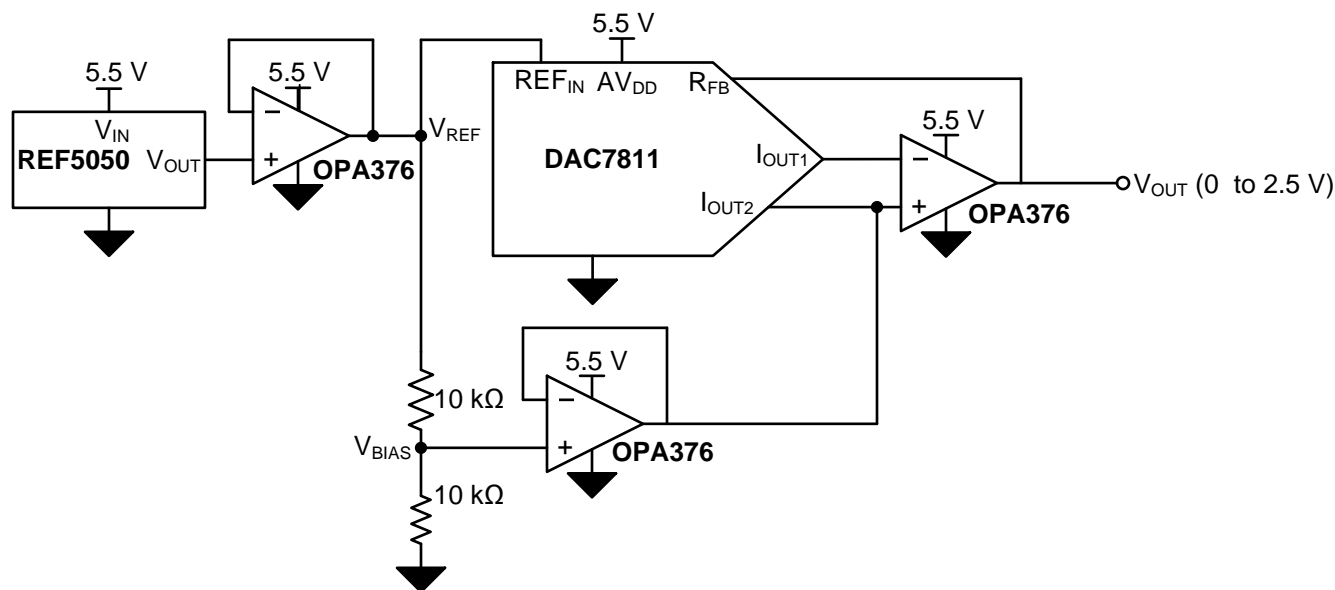 5.5 V
V_IN
REF5050
V_OUT
5.5 V
−
+
OPA376
V_REF
5.5 V
REF_IN
AV_DD
R_FB
DAC7811
I_OUT1
I_OUT2
5.5 V
−
+
OPA376
V_OUT (0 to 2.5 V)
10 kΩ
V_BIAS
10 kΩ
5.5 V
−
+
OPA376